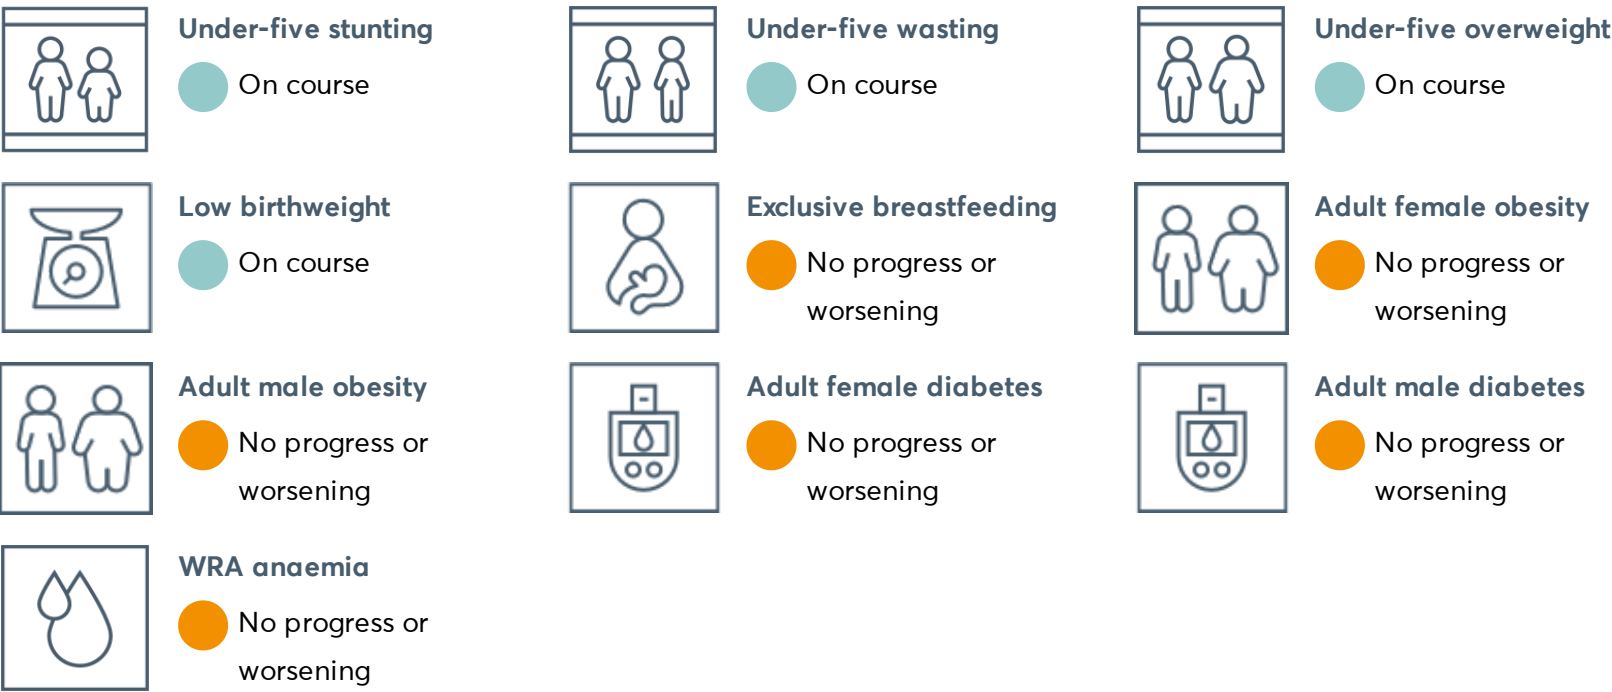 Under-five stunting
On course
Under-five wasting
On course
Under-five overweight
On course
Low birthweight
On course
Exclusive breastfeeding
No progress or
worsening
Adult female obesity
No progress or
worsening
Adult male obesity
No progress or
worsening
Adult female diabetes
No progress or
worsening
Adult male diabetes
No progress or
worsening
WRA anaemia
No progress or
worsening